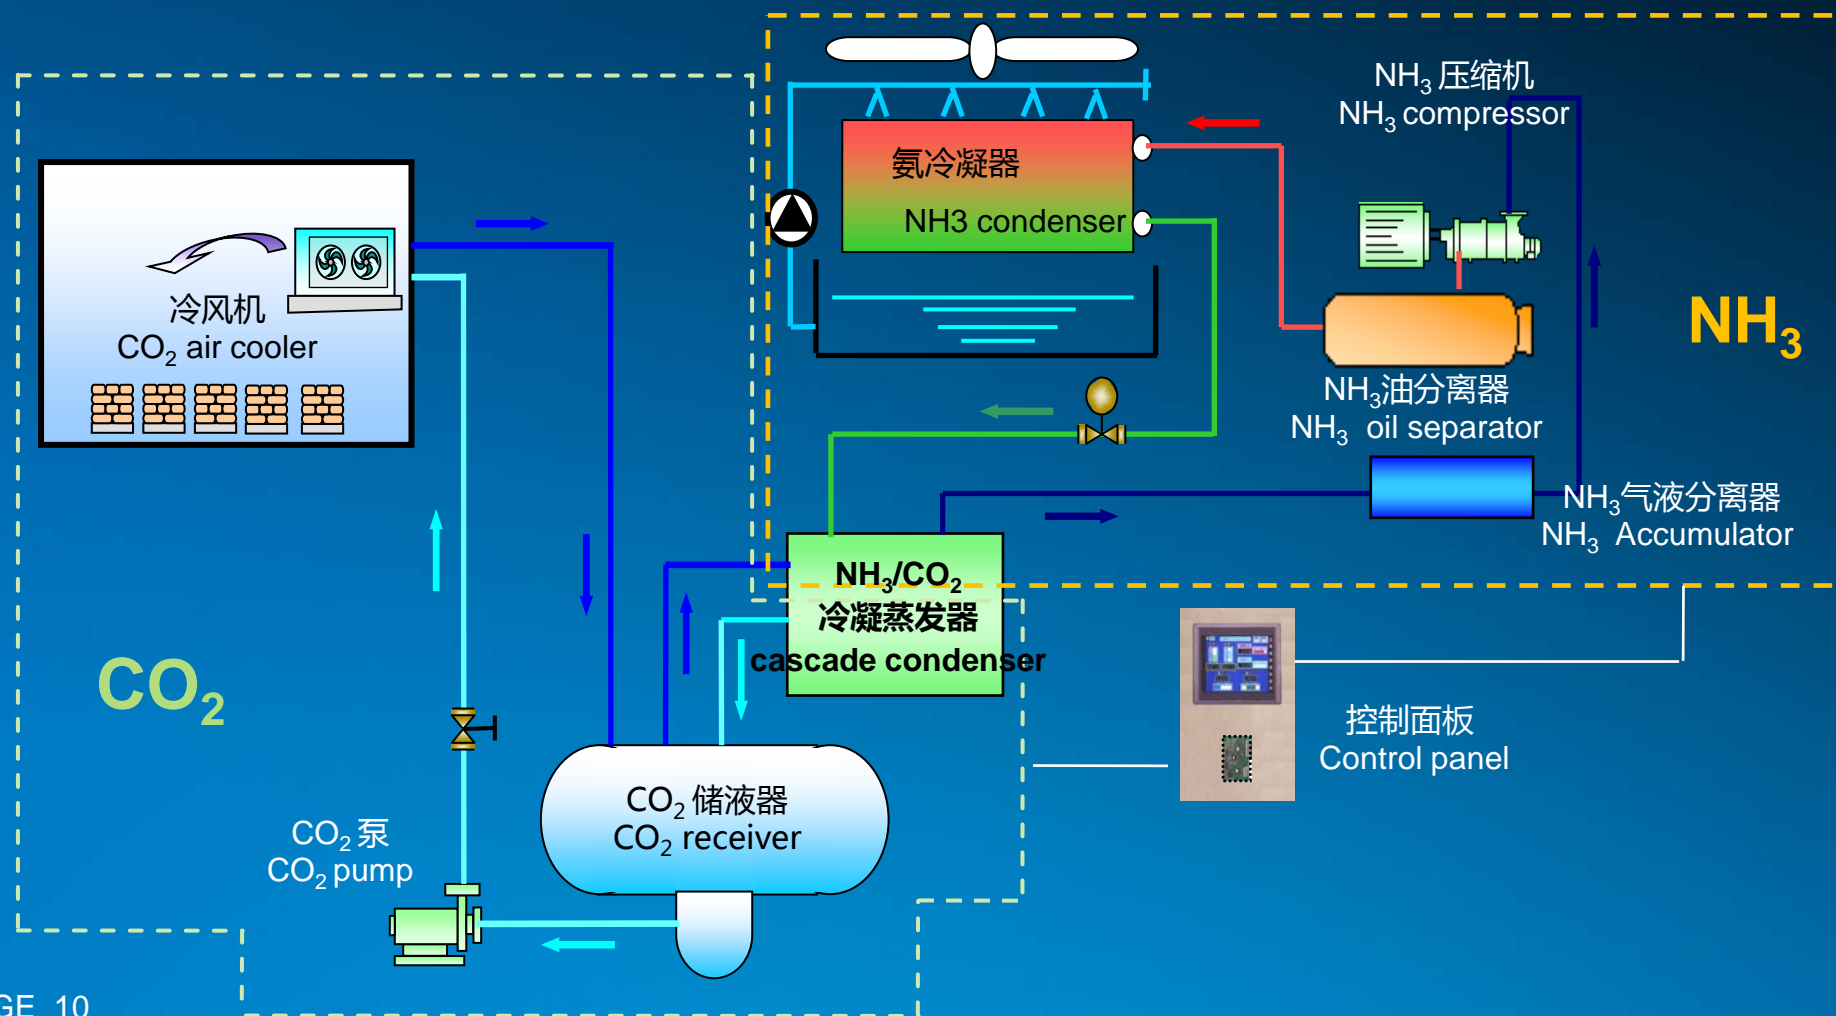 NH₃ 压缩机
NH₃ compressor
氨冷凝器
NH3 condenser
冷风机
CO₂ air cooler
NH₃
NH₃油分离器
NH₃ oil separator
NH₃气液分离器
NH₃ Accumulator
NH₃/CO₂
冷凝蒸发器
cascade condenser
CO₂
控制面板
Control panel
CO₂ 储液器
CO₂ receiver
CO₂ 泵
CO₂ pump
GE 10